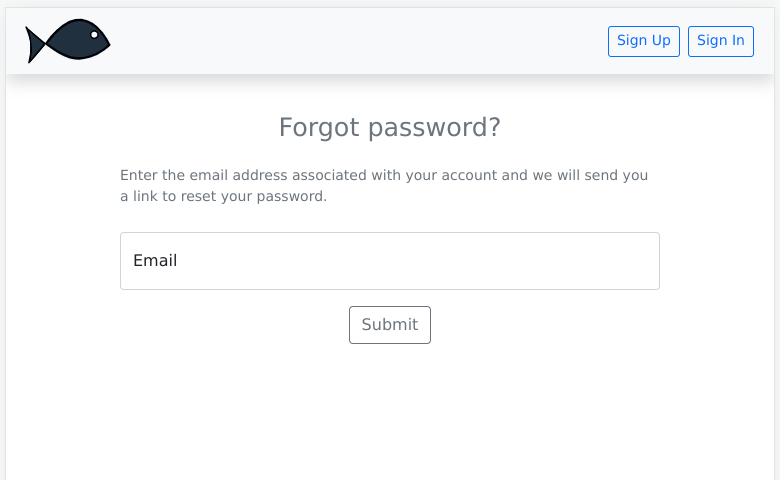 Sign Up Sign In
Forgot password?
Enter the email address associated with your account and we will send you
a link to reset your password.
Email
Submit